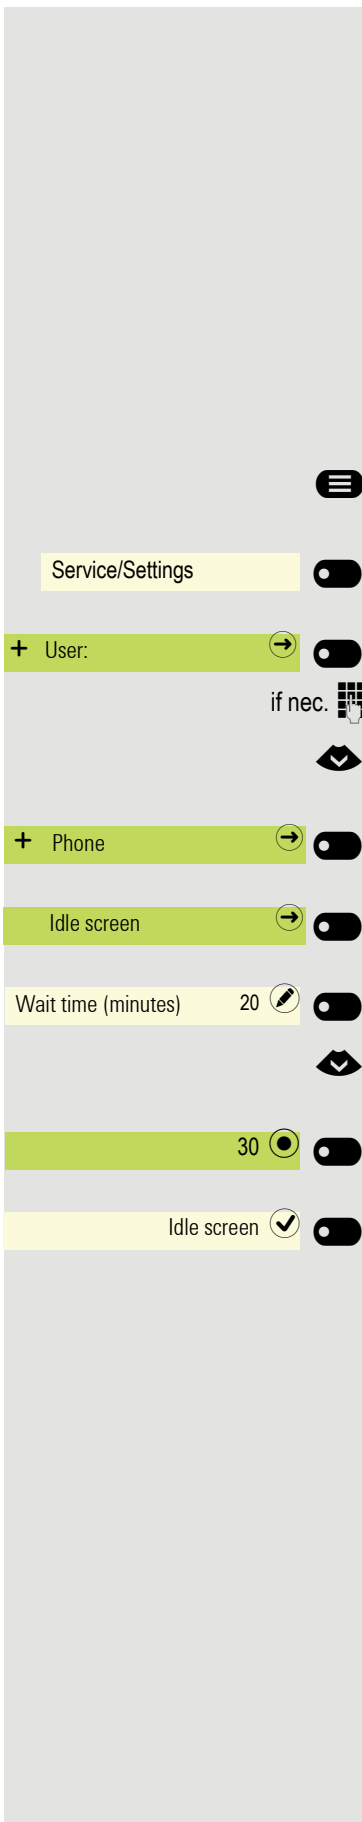 Service/Settings
+ User:
if nec.
+ Phone
Idle screen
Wait time (minutes) 20
30
Idle screen